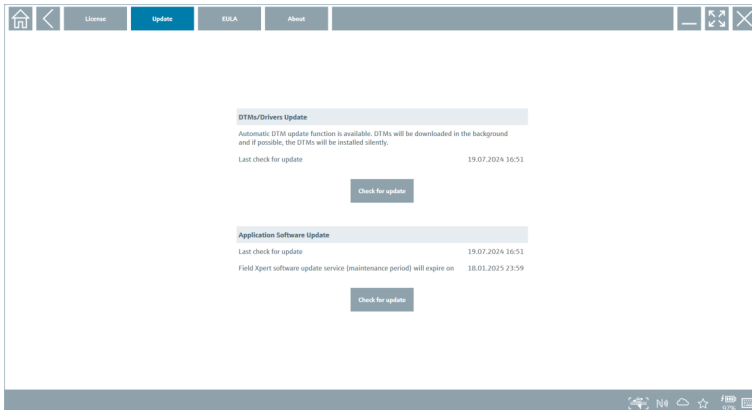 License
Update
EULA
About
DTMs/Drivers Update
Automatic DTM update function is available. DTMs will be downloaded in the background
and if possible, the DTMs will be installed silently.
Last check for update 19.07.2024 16:51
Check for update
Application Software Update
Last check for update 19.07.2024 16:51
Field Xpert software update service (maintenance period) will expire on 18.01.2025 23:59
Check for update
97%